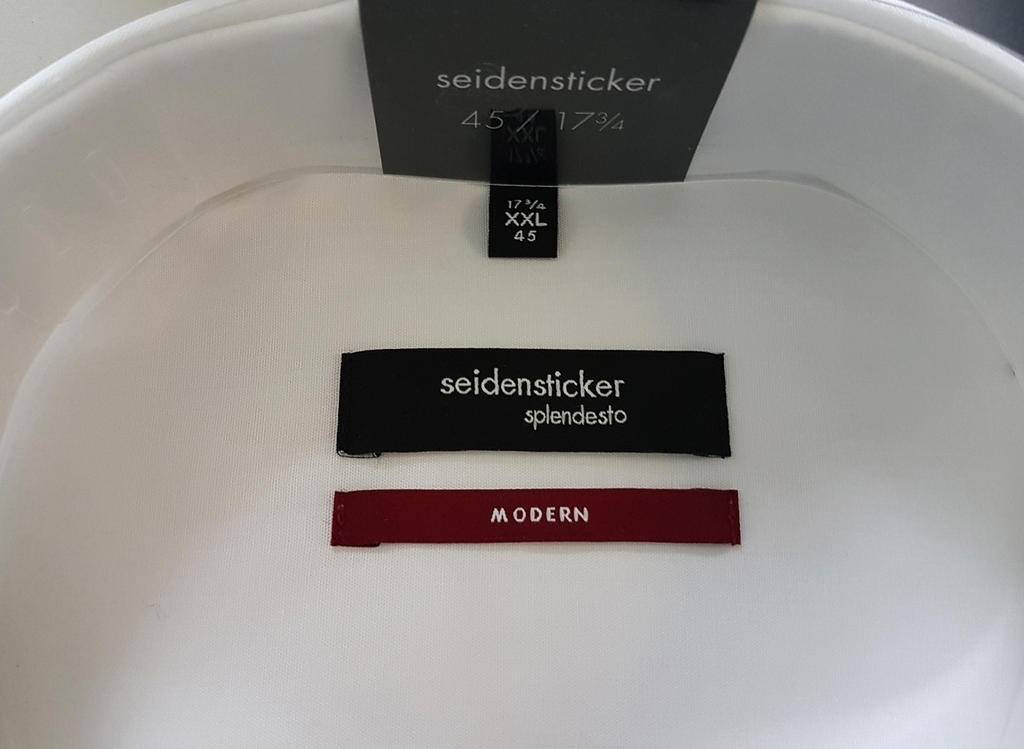 seidensticker
45 / 17¾
17¾
XXL
45
seidensticker
splendesto
MODERN